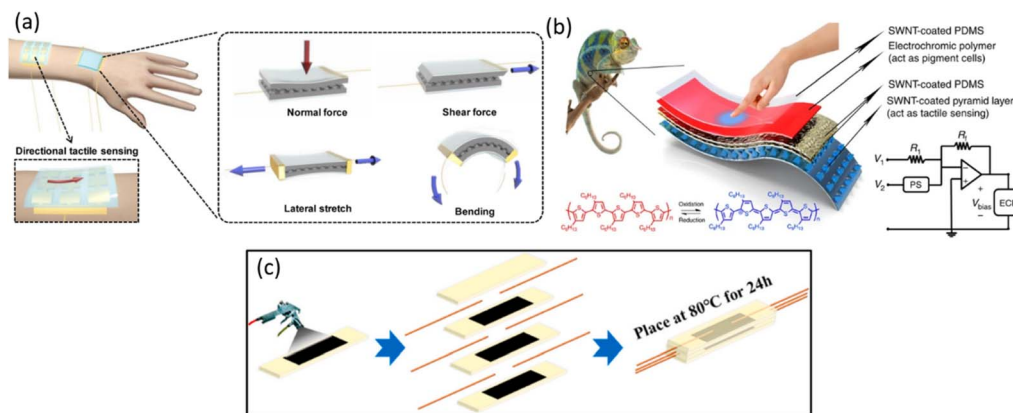 (a)
Directional tactile sensing
Normal force
Shear force
Lateral stretch
Bending
(b)
SWNT-coated PDMS
Electrochromic polymer
(act as pigment cells)
SWNT-coated PDMS
SWNT-coated pyramid layer
(act as tactile sensing)
V₁
R₁
V₂
PS
+
V_bias
−
Oxidation
Reduction
(c)
Place at 80°C for 24h